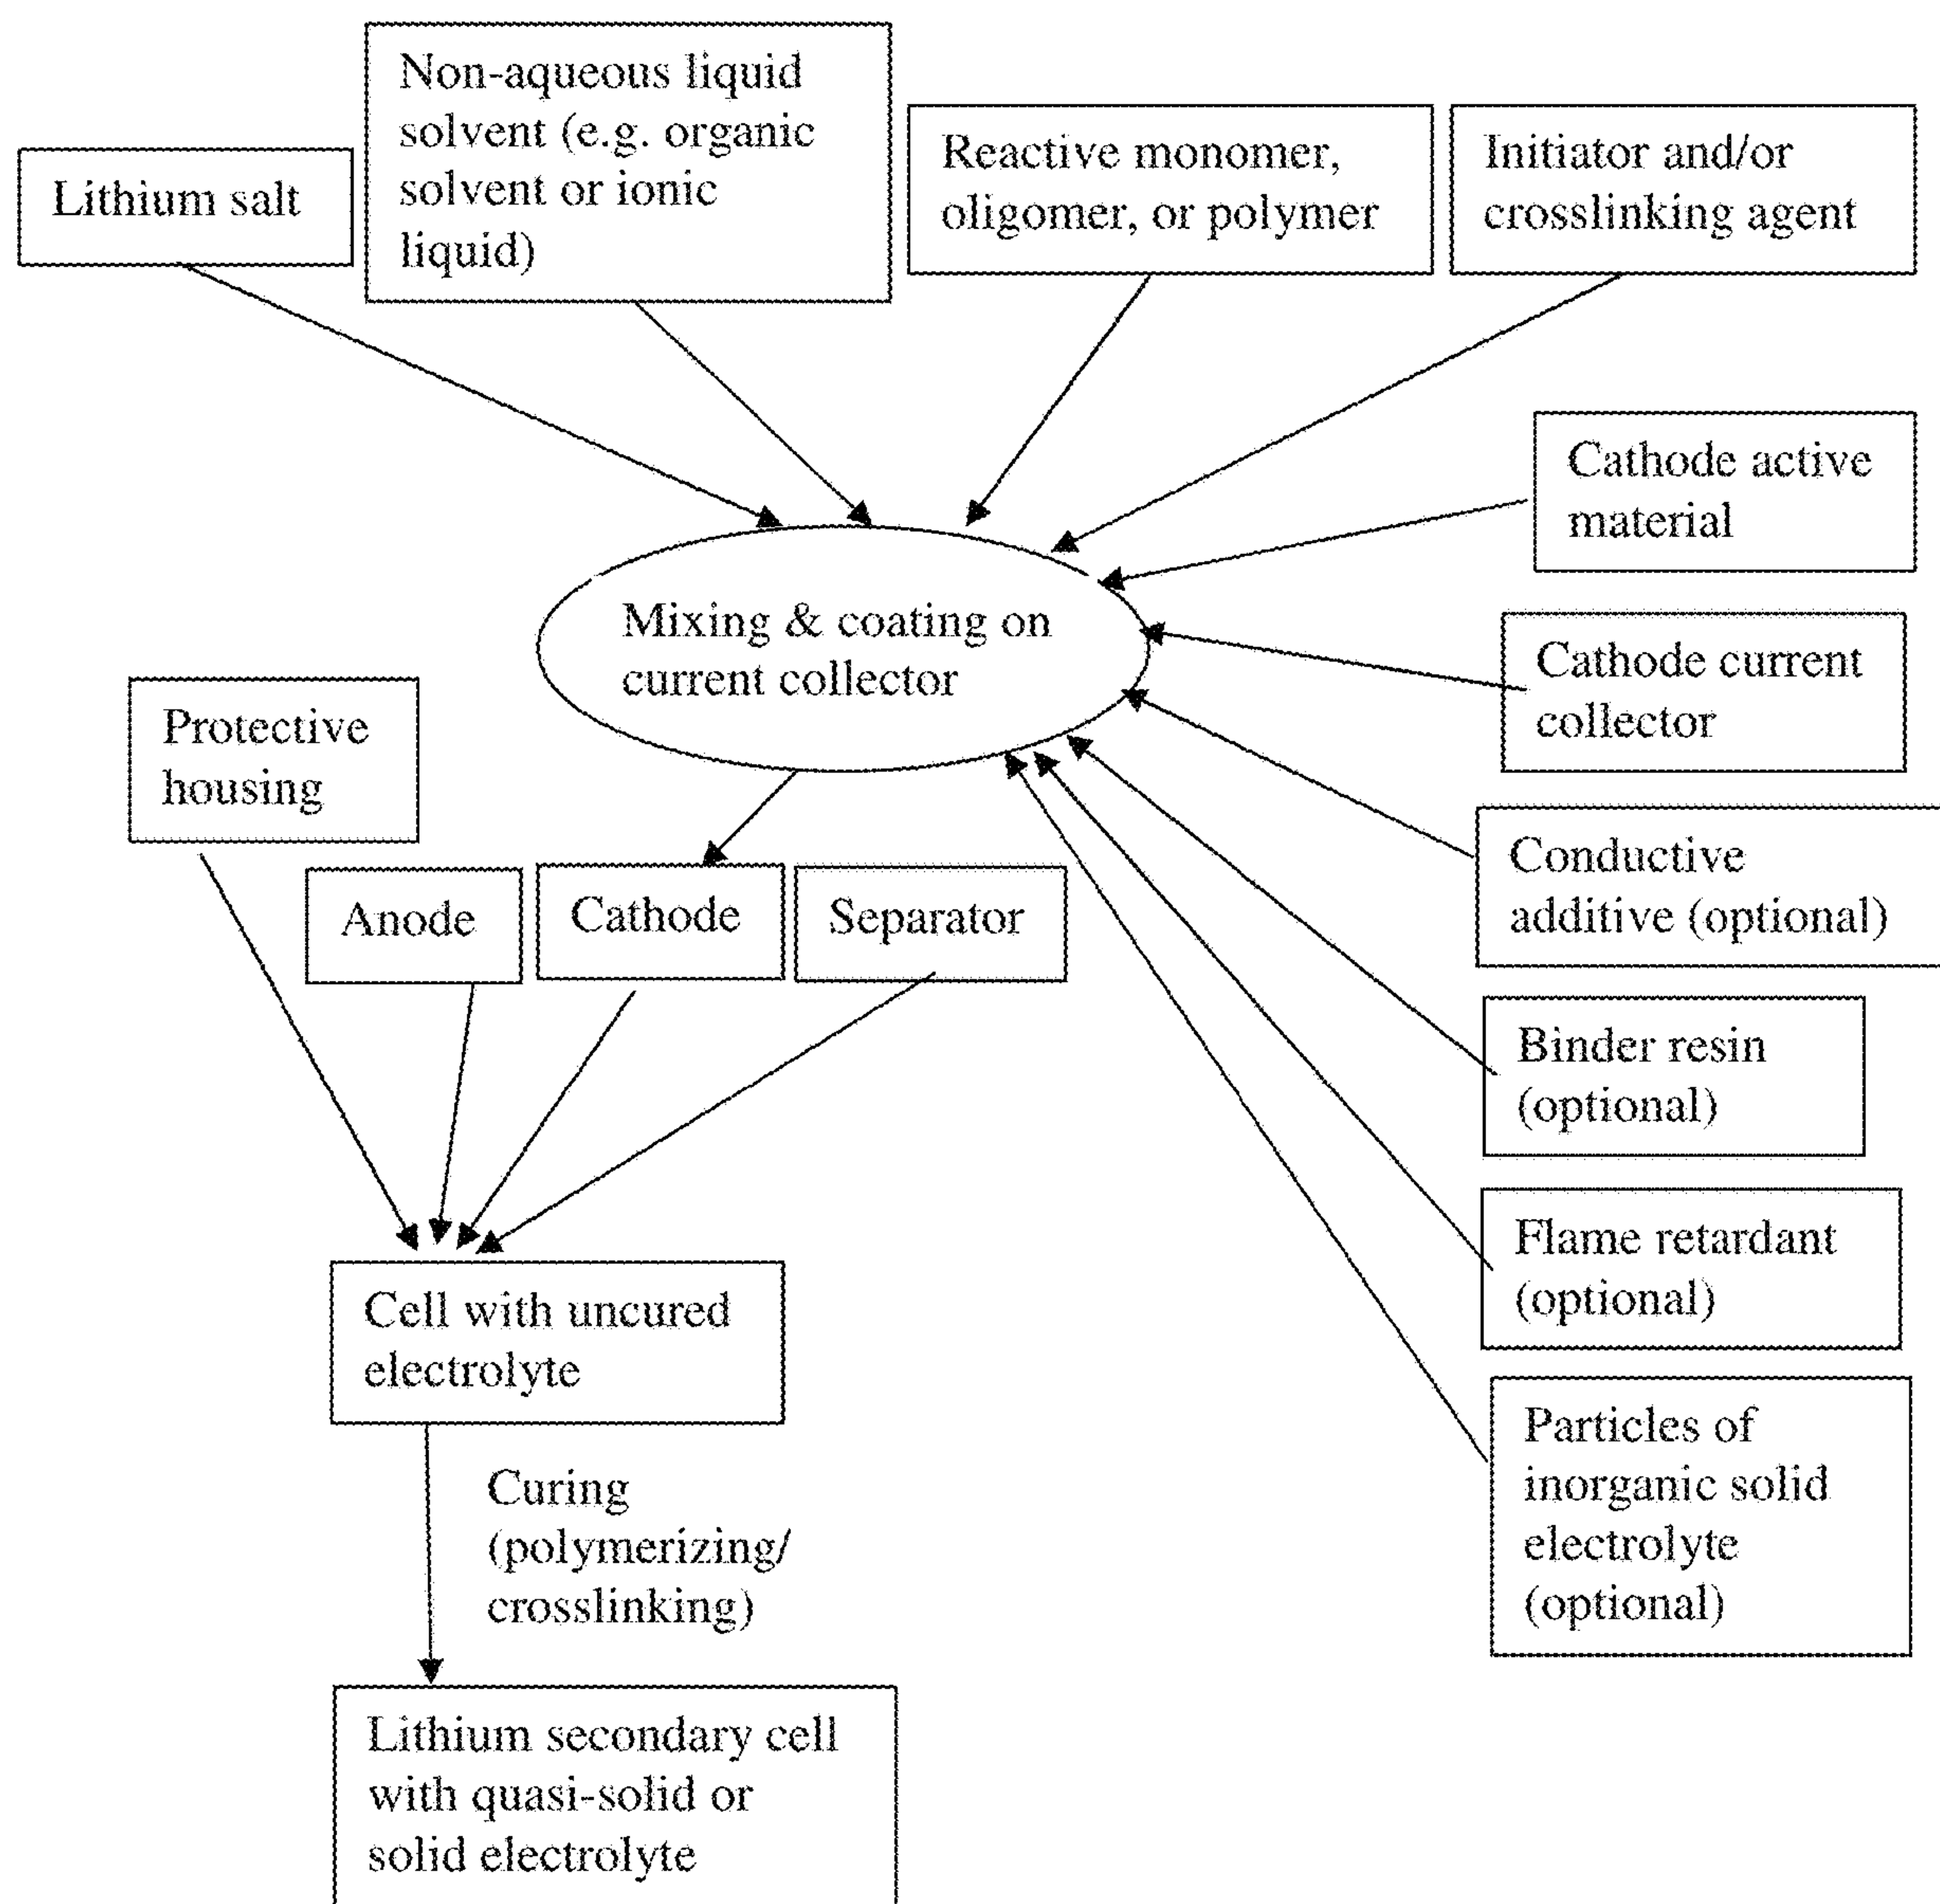 Lithium salt
Non-aqueous liquid
solvent (e.g. organic
solvent or ionic
liquid)
Reactive monomer,
oligomer, or polymer
Initiator and/or
crosslinking agent
Cathode active
material
Mixing & coating on
current collector
Cathode current
collector
Protective
housing
Conductive
additive (optional)
Anode
Cathode
Separator
Binder resin
(optional)
Flame retardant
(optional)
Cell with uncured
electrolyte
Particles of
inorganic solid
electrolyte
(optional)
Curing
(polymerizing/
crosslinking)
Lithium secondary cell
with quasi-solid or
solid electrolyte